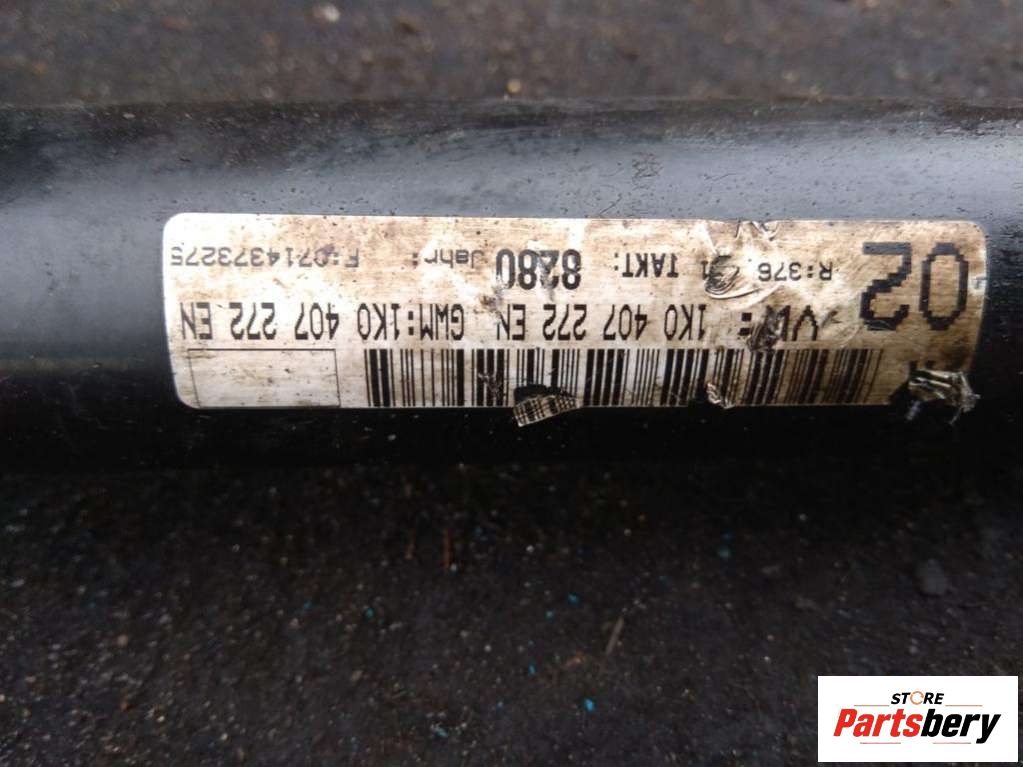 VW: 1K0 407 272 EN GWM:1K0 407 272 EN
02
R:376 TAKT: 8280 Jahr: F:0714373275
STORE
Partsbery